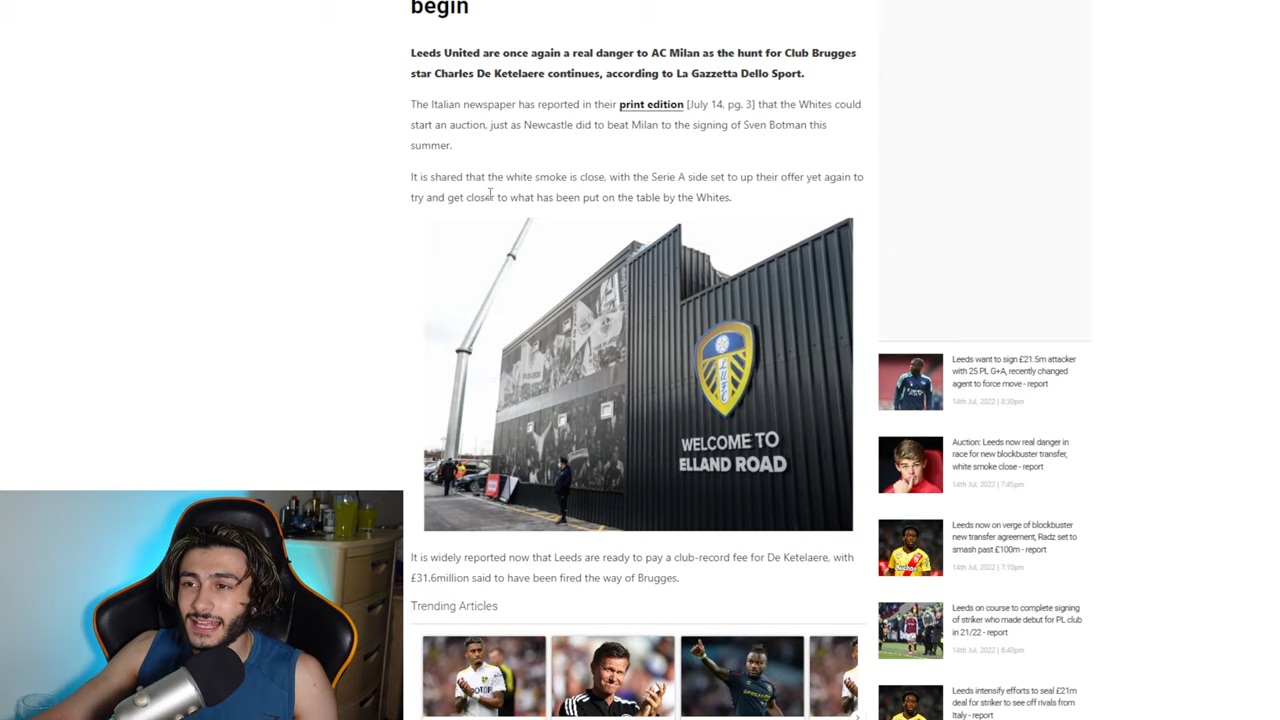 begin
Leeds United are once again a real danger to AC Milan as the hunt for Club Brugges
star Charles De Ketelaere continues, according to La Gazzetta Dello Sport.
The Italian newspaper has reported in their print edition [July 14, pg. 3] that the Whites could
start an auction, just as Newcastle did to beat Milan to the signing of Sven Botman this
summer.
It is shared that the white smoke is close, with the Serie A side set to up their offer yet again to
try and get closer to what has been put on the table by the Whites.
LUFC
WELCOME TO
ELLAND ROAD
It is widely reported now that Leeds are ready to pay a club-record fee for De Ketelaere, with
£31.6million said to have been fired the way of Brugges.
Trending Articles
Leeds want to sign £21.5m attacker
with 25 PL G+A, recently changed
agent to force move - report
14th Jul, 2022 | 8:30pm
Auction: Leeds now real danger in
race for new blockbuster transfer,
white smoke close - report
14th Jul, 2022 | 7:45pm
Leeds now on verge of blockbuster
new transfer agreement, Radz set to
smash past £100m - report
14th Jul, 2022 | 7:10pm
Leeds on course to complete signing
of striker who made debut for PL club
in 21/22 - report
14th Jul, 2022 | 6:40pm
Leeds intensify efforts to seal £21m
deal for striker to see off rivals from
Italy - report